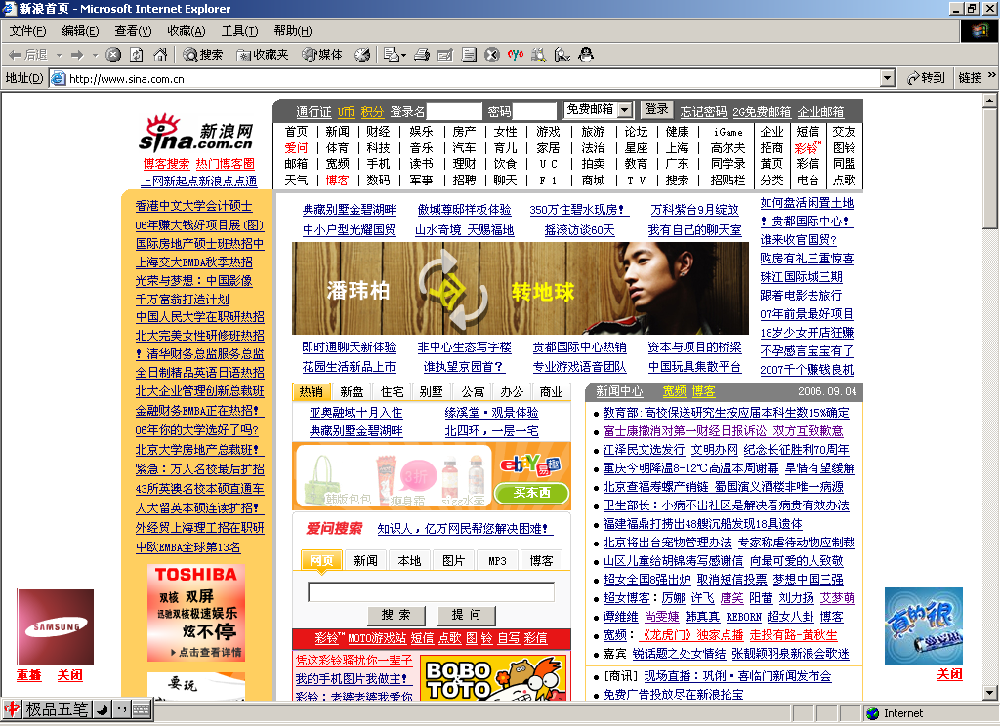 新浪首页 - Microsoft Internet Explorer
文件(F) 编辑(E) 查看(V) 收藏(A) 工具(T) 帮助(H)
后退 搜索 收藏夹 媒体
地址(D) http://www.sina.com.cn 转到 链接 »
通行证 U币 积分 登录名 密码 免费邮箱 登录 忘记密码 2G免费邮箱 企业邮箱
sina 新浪网
.com.cn
博客搜索 热门博客圈
上网新起点新浪点点通
首页 | 新闻 | 财经 | 娱乐 | 房产 | 女性 | 游戏 | 旅游 | 论坛 | 健康 | iGame | 企业 | 短信 | 交友
爱问 | 体育 | 科技 | 音乐 | 汽车 | 育儿 | 家居 | 法治 | 星座 | 上海 | 高尔夫 | 招商 | 彩铃 | 图铃
邮箱 | 宽频 | 手机 | 读书 | 理财 | 饮食 | U C | 拍卖 | 教育 | 广东 | 同学录 | 黄页 | 彩信 | 同盟
天气 | 博客 | 数码 | 军事 | 招聘 | 聊天 | F 1 | 商城 | T V | 搜索 | 招贴栏 | 分类 | 电台 | 点歌
香港中文大学会计硕士
06年赚大钱好项目展(图)
国际房地产硕士班热招中
上海交大EMBA秋季热招
光荣与梦想：中国影像
千万富翁打造计划
中国人民大学在职研热招
北大完美女性研修班热招
！清华财务总监服务总监
全日制精品英语日语热招
北大企业管理创新总裁班
金融财务EMBA正在热招！
06年你的大学选好了吗？
北京大学房地产总裁班！
紧急：万人名校最后扩招
43所英澳名校本硕直通车
人大留英本硕连读扩招！
外经贸上海理工招在职研
中欧EMBA全球第13名
TOSHIBA
双核 双屏
迅驰双核极速娱乐
炫不停
点击查看详情
要玩
SAMSUNG
重播 关闭
典藏别墅金碧湖畔 傲城尊邸样板体验 350万住碧水现房！ 万科紫台9月绽放
中小户型光耀国贸 山水奇境 天赐福地 摇滚访谈60天 我有自己的聊天室
潘玮柏 转地球
即时通聊天新体验 非中心生态写字楼 贵都国际中心热销 资本与项目的桥梁
花园生活新品上市 谁执望京园首？ 专业游戏语音团队 中国玩具集散平台
如何盘活闲置土地
！贵都国际中心！
谁来收官国贸？
购房有礼三重惊喜
珠江国际城三期
跟着电影去旅行
07年前景最好项目
18岁少女开店狂赚
不孕感言宝宝有了
2007千个赚钱良机
热销 新盘 住宅 别墅 公寓 办公 商业
亚奥融域十月入住 缘溪堂·观景体验
典藏别墅金碧湖畔 北四环，一层一宅
韩版包包 3折 瘦身霜 sigg水壶 ebay易趣 买东西
爱问搜索 知识人，亿万网民帮您解决困难！
网页 新闻 本地 图片 MP3 博客
搜 索 提 问
彩铃 MOTO游戏站 短信 点歌 图 铃 自写 彩信
凭这彩铃骚扰你一辈子
我的手机图片我做主！
彩铃：老婆老婆我爱你
BOBO
TOTO
新闻中心 宽频 博客 2006.09.04
教育部:高校保送研究生按应届本科生数15%确定
富士康撤消对第一财经日报诉讼 双方互致歉意
江泽民文选发行 文明办网 纪念长征胜利70周年
重庆今明降温8-12℃高温本周谢幕 旱情有望缓解
北京查福寿螺产销链 蜀国演义酒楼非唯一病源
卫生部长：小病不出社区是解决看病贵有效办法
福建福鼎打捞出48艘沉船发现18具遗体
北京将出台宠物管理办法 专家称虐待动物应制裁
山区儿童给胡锦涛写感谢信 向最可爱的人致敬
超女全国8强出炉 取消短信投票 梦想中国三强
超女博客：厉娜 许飞 唐笑 阳蕾 刘力扬 艾梦萌
谭维维 尚雯婕 韩真真 REBORN 超女八卦 博客
宽频：《龙虎门》独家点播 走投有路-黄秋生
嘉宾 锐话题之处女情结 张靓颖羽泉新浪会歌迷
[商讯] 现场直播：巩俐·喜临门新闻发布会
免费广告投放尽在新浪抢宝
真的很
关闭
中 极品五笔
Internet